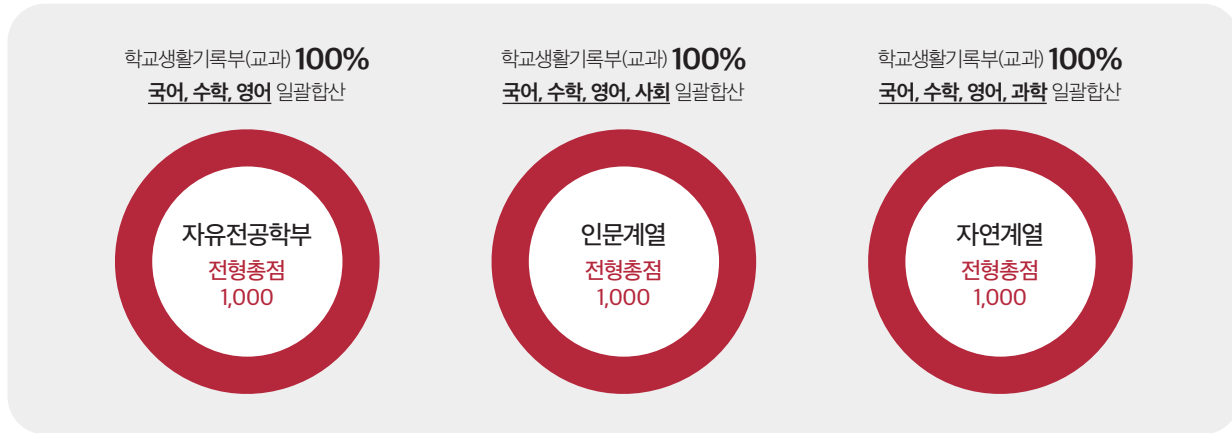 학교생활기록부(교과) 100%
국어, 수학, 영어 일괄합산
자유전공학부
전형총점
1,000
학교생활기록부(교과) 100%
국어, 수학, 영어, 사회 일괄합산
인문계열
전형총점
1,000
학교생활기록부(교과) 100%
국어, 수학, 영어, 과학 일괄합산
자연계열
전형총점
1,000